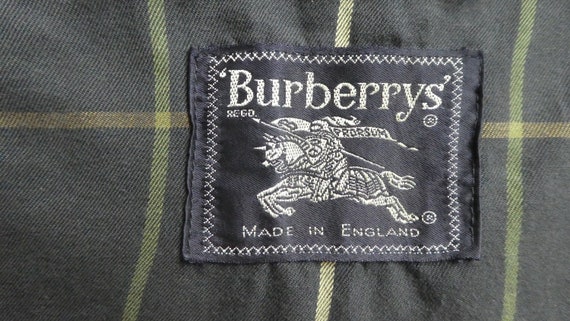 'Burberrys'
REGD.
®
PRORSUM
®
MADE IN ENGLAND